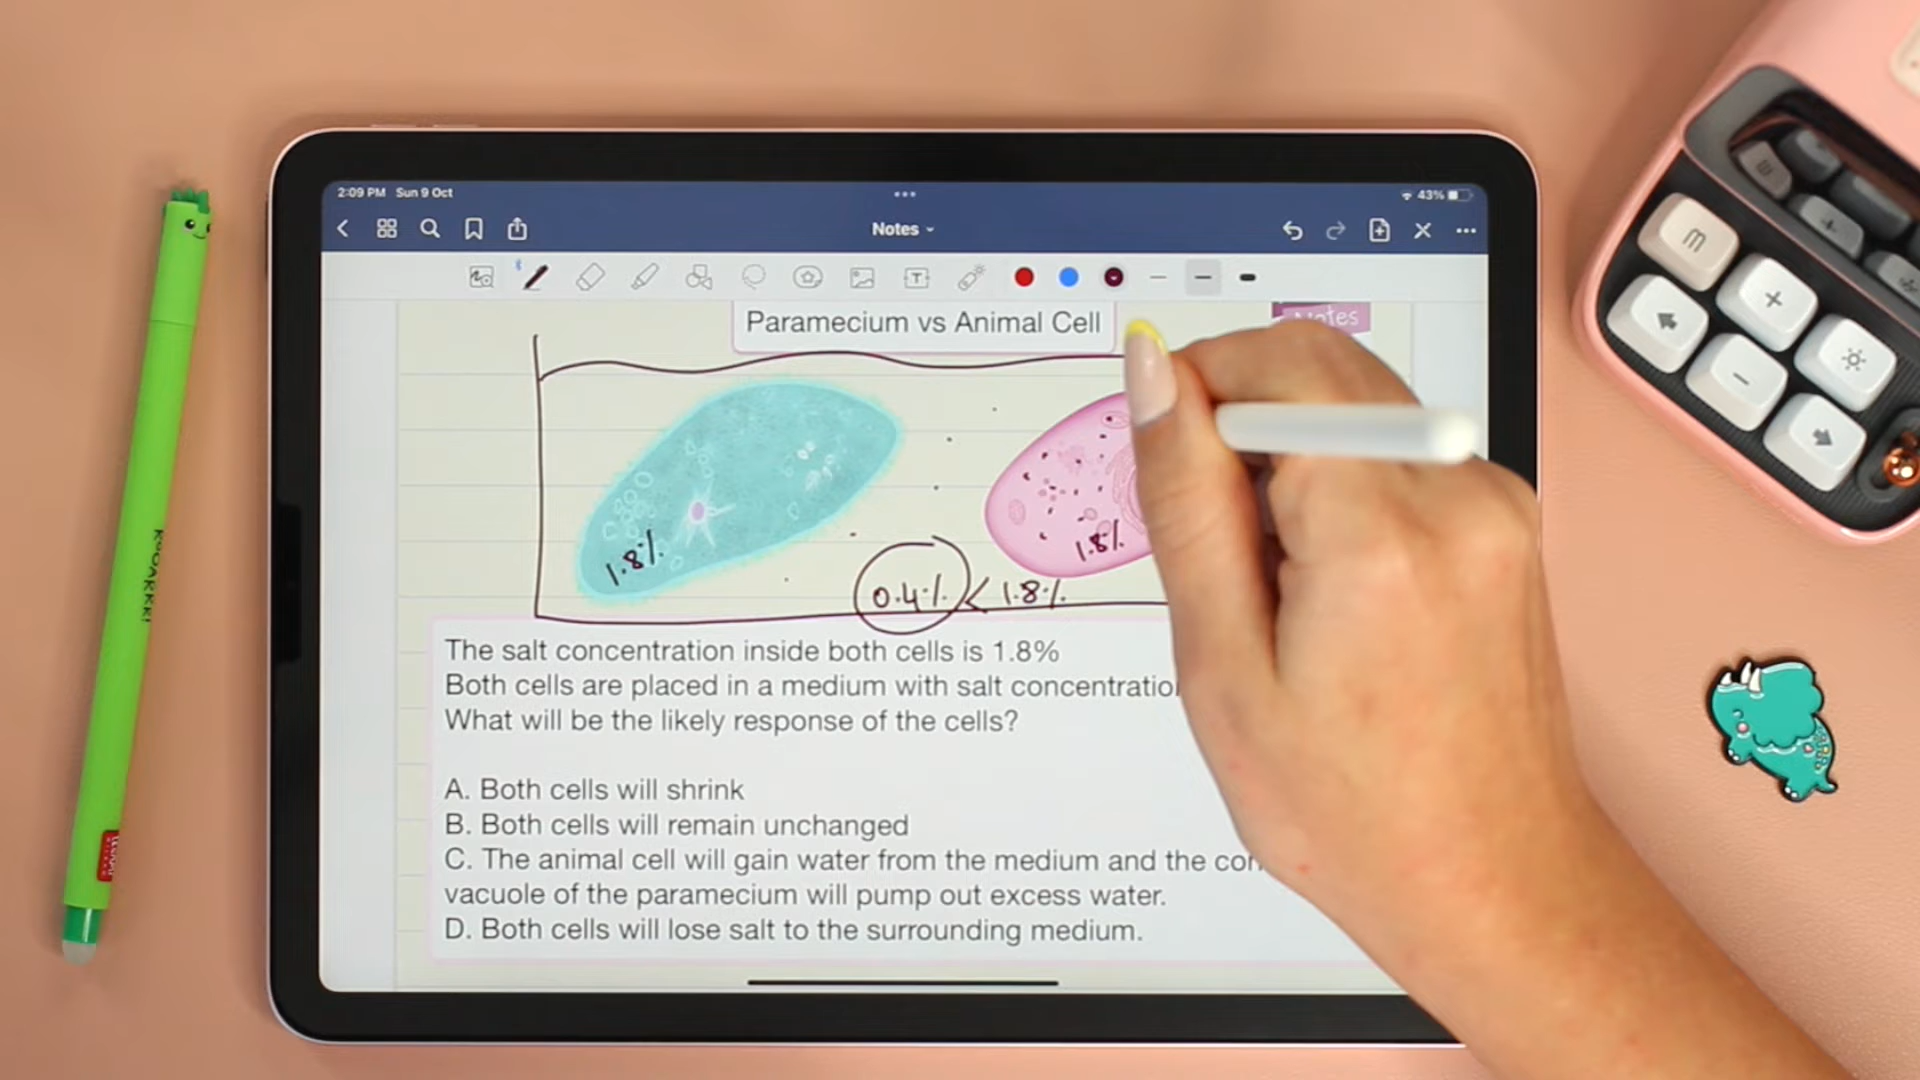 2:09 PM Sun 9 Oct
43%
Notes
T
Paramecium vs Animal Cell
Notes
1.8%
1.8%
0.4% < 1.8%
The salt concentration inside both cells is 1.8%
Both cells are placed in a medium with salt
What will be the likely response of the cells?
A. Both cells will shrink
B. Both cells will remain unchanged
C. The animal cell will gain water from the medium and the
vacuole of the paramecium will pump out excess water.
D. Both cells will lose salt to the surrounding medium.
m
+
-